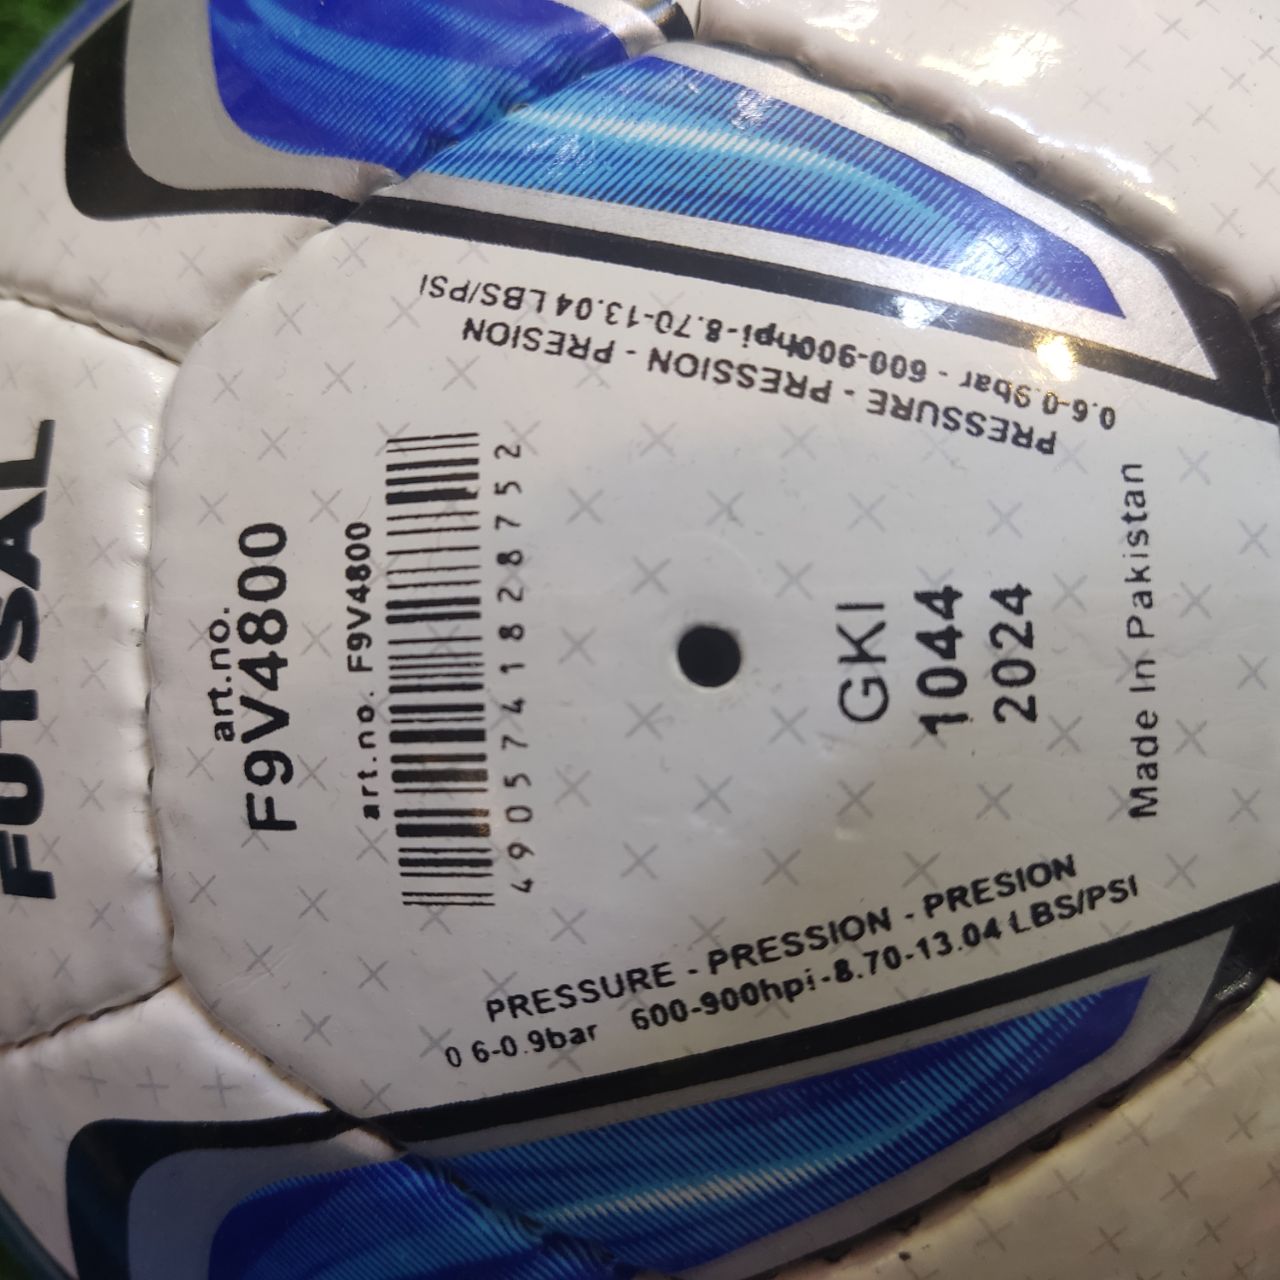 FUTSAL
art.no.
F9V4800
art.no. F9V4800
4905741828752
PRESSURE - PRESSION - PRESION
0.6-0.9bar - 600-900hpi-8.70-13.04 LBS/PSI
GKI
1044
2024
Made In Pakistan
PRESSURE - PRESSION - PRESION
0 6-0.9bar 600-900hpi-8.70-13.04 LBS/PSI